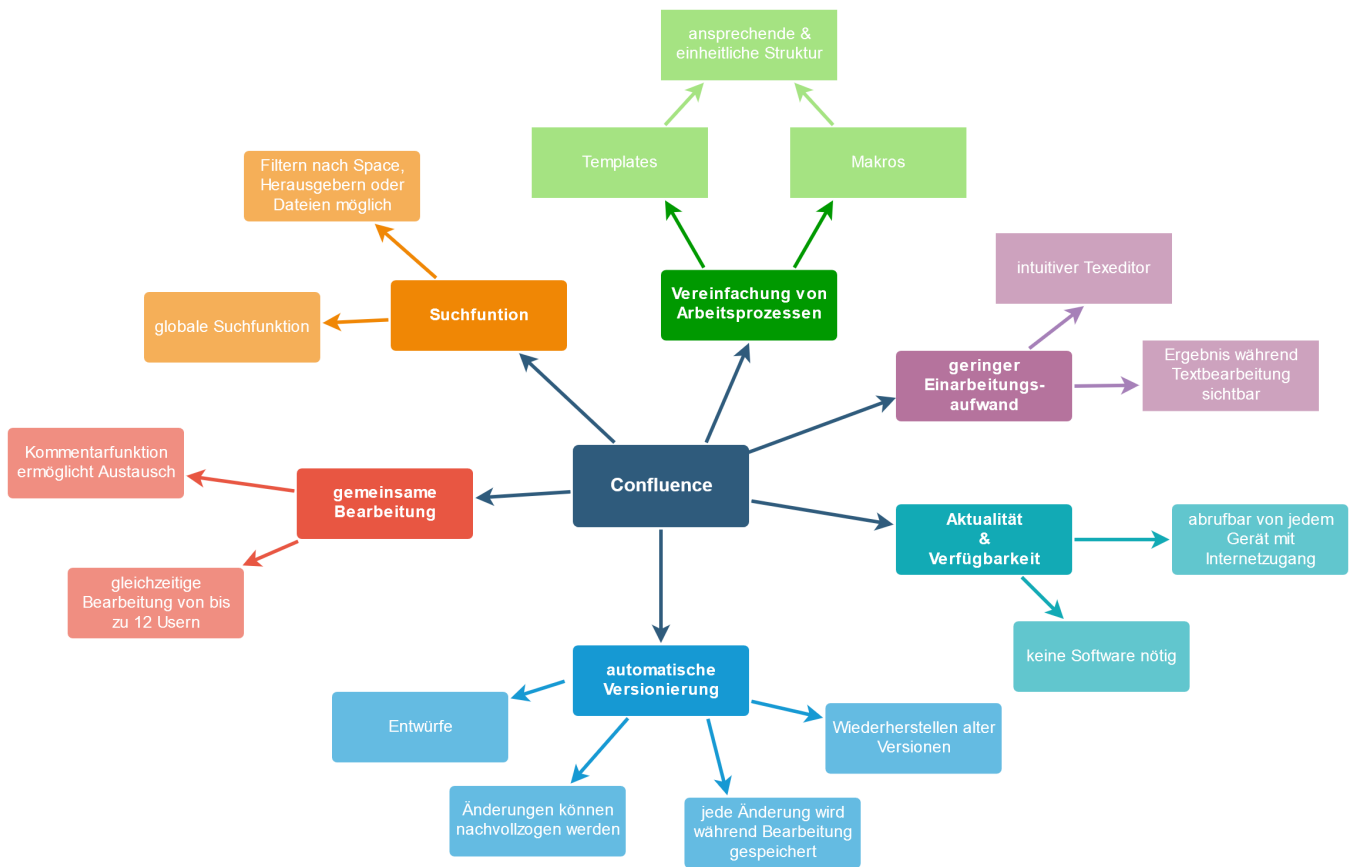 ansprechende &
einheitliche Struktur
Templates
Makros
Filtern nach Space,
Herausgebern oder
Dateien möglich
intuitiver Texeditor
Vereinfachung von
Arbeitsprozessen
Suchfuntion
globale Suchfunktion
geringer
Einarbeitungs-
aufwand
Ergebnis während
Textbearbeitung
sichtbar
Kommentarfunktion
ermöglicht Austausch
gemeinsame
Bearbeitung
Confluence
Aktualität
&
Verfügbarkeit
abrufbar von jedem
Gerät mit
Internetzugang
gleichzeitige
Bearbeitung von bis
zu 12 Usern
keine Software nötig
automatische
Versionierung
Entwürfe
Wiederherstellen alter
Versionen
Änderungen können
nachvollzogen werden
jede Änderung wird
während Bearbeitung
gespeichert